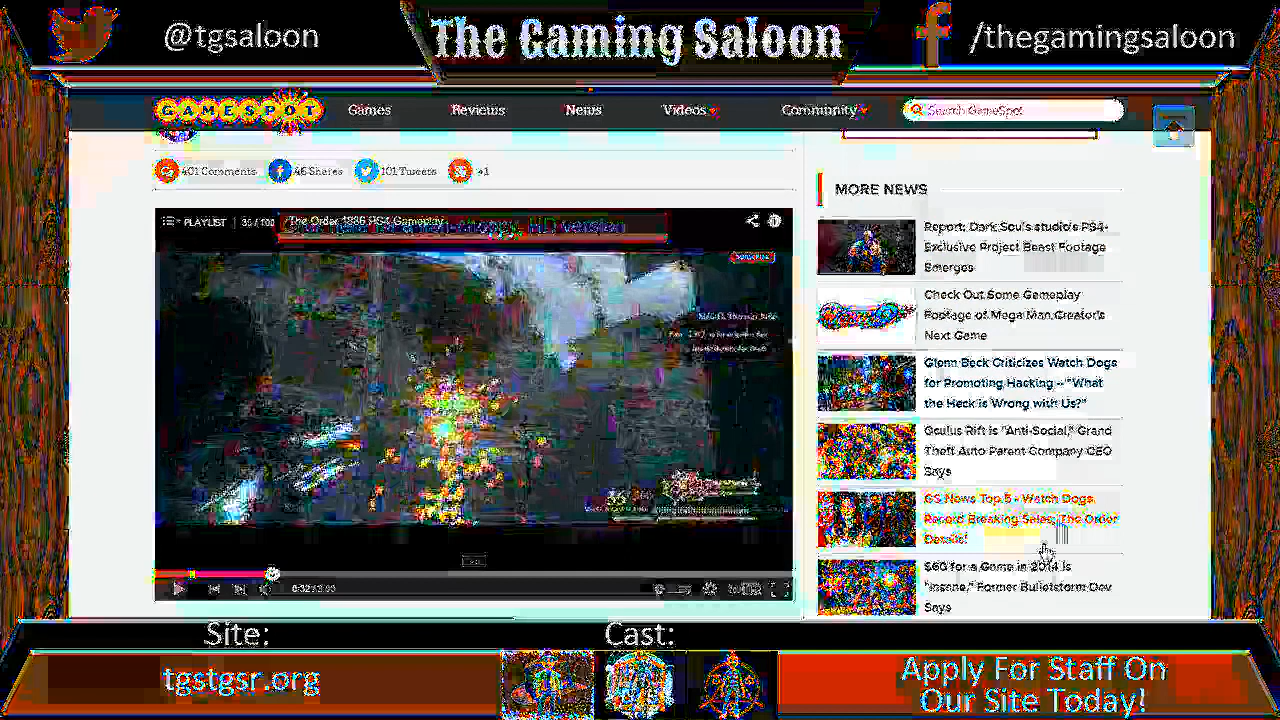 @tgsaloon
The Gaming Saloon
/thegamingsaloon
GAMESPOT
Games
Reviews
News
Videos
Community
Search GameSpot
401 Comments
46 Shares
101 Tweets
+1
MORE NEWS
PLAYLIST
The Order 1886 PS4 Gameplay
Report: Dark Soul's studio's PS4-
Exclusive Project Beast Footage
Emerges
Check Out Some Gameplay
Footage of Mega Man Creator's
Next Game
Glenn Beck Criticizes Watch Dogs
for Promoting Hacking -- "What
the Heck is Wrong with Us?"
Oculus Rift is "Anti-Social," Grand
Theft Auto Parent Company CEO
Says
GS News Top 5 - Watch Dogs
Record Breaking Sales, The Order
Details!
$60 for a Game in 2014 is
"Insane," Former Bulletstorm Dev
Says
Site:
Cast:
tgstgsr.org
Apply For Staff On
Our Site Today!